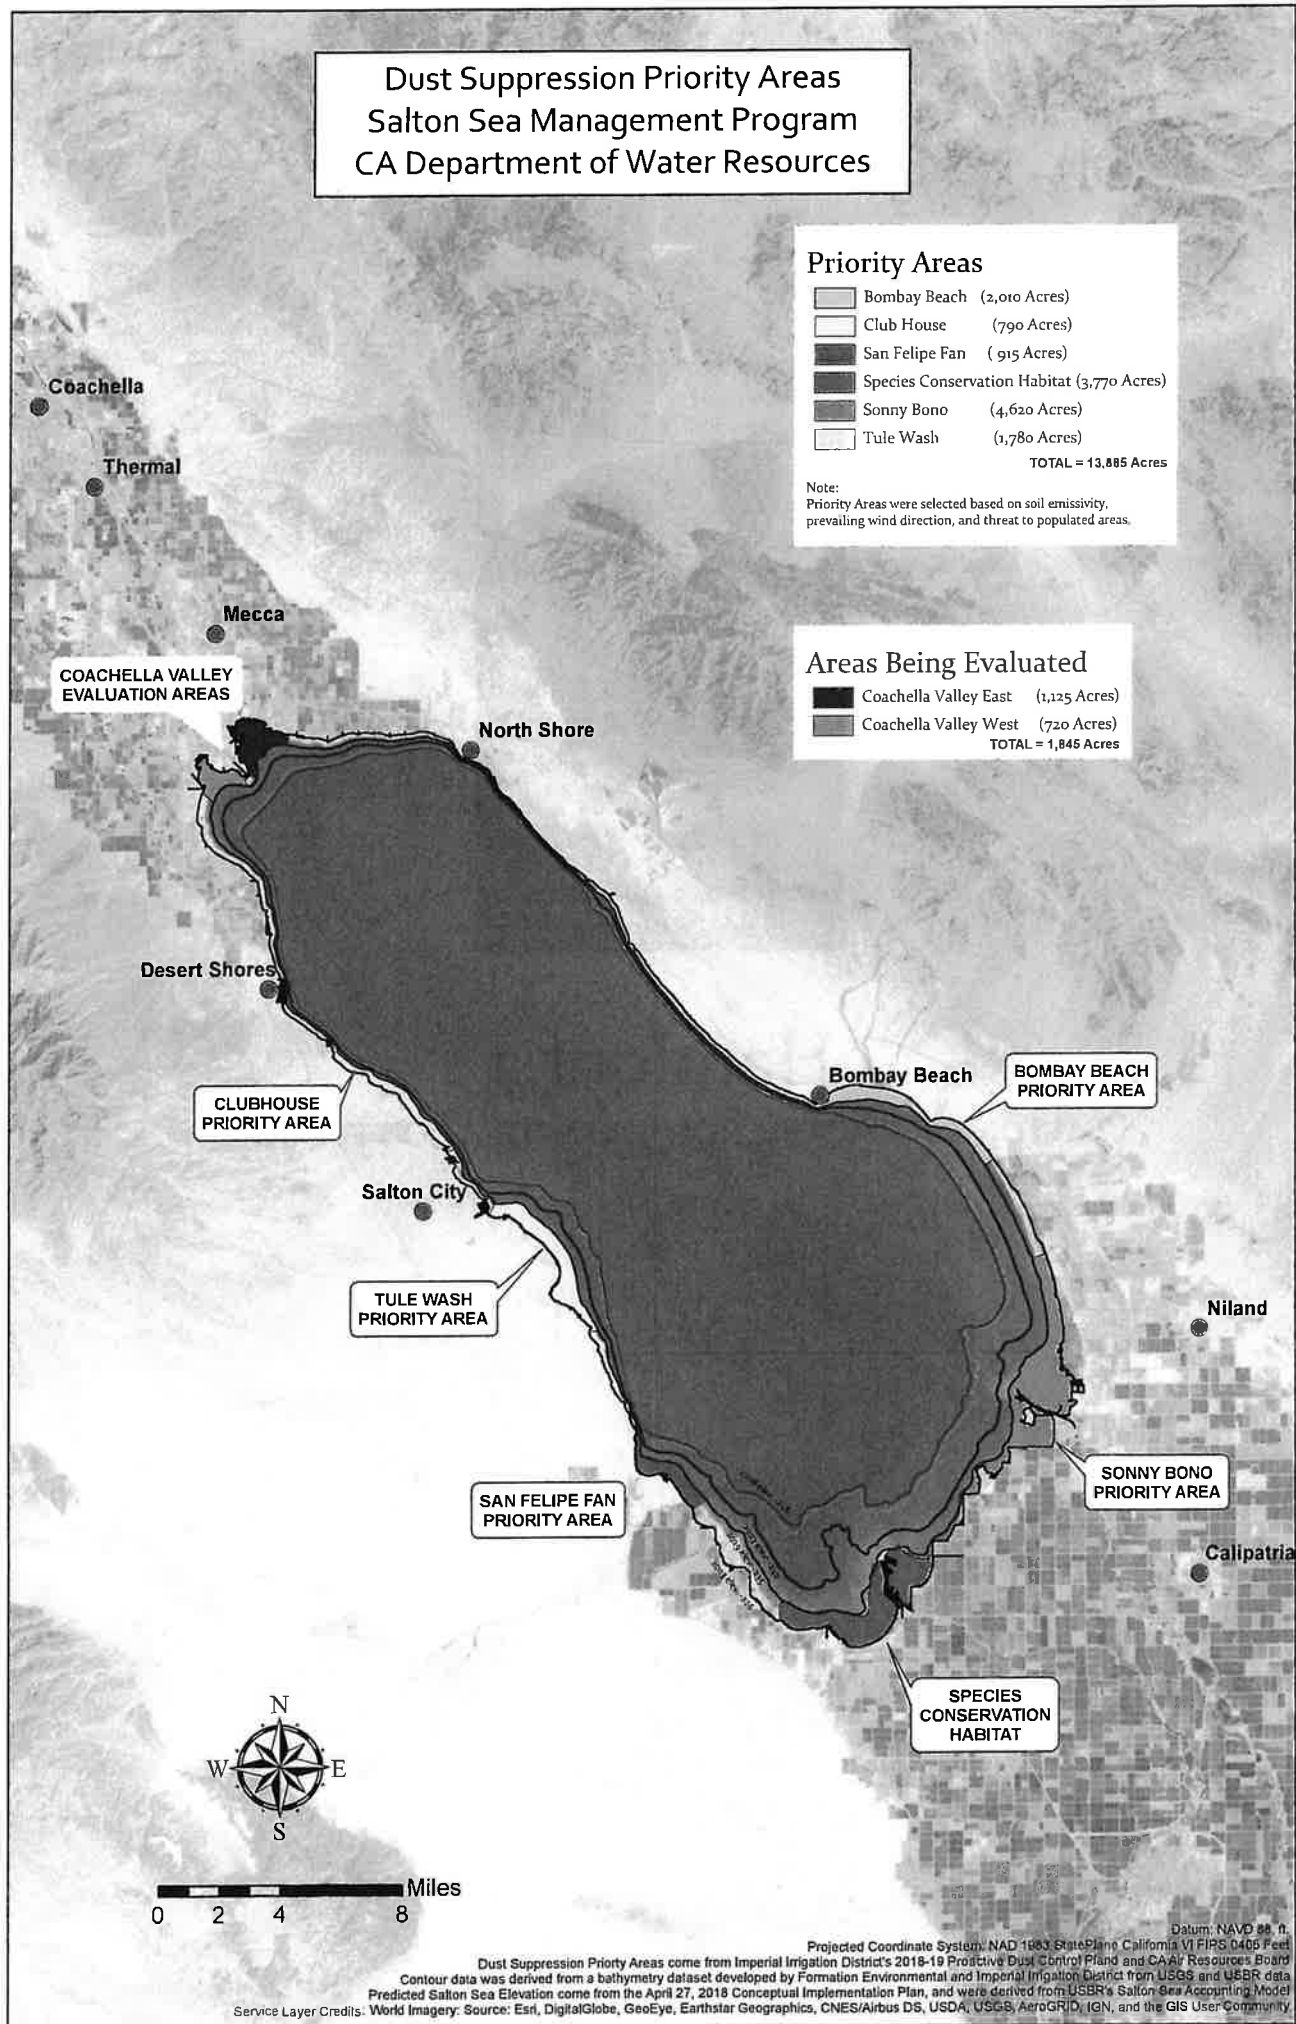 Dust Suppression Priority Areas
Salton Sea Management Program
CA Department of Water Resources
Priority Areas
Bombay Beach (2,010 Acres)
Club House (790 Acres)
San Felipe Fan ( 915 Acres)
Species Conservation Habitat (3,770 Acres)
Sonny Bono (4,620 Acres)
Tule Wash (1,780 Acres)
TOTAL = 13,885 Acres
Note:
Priority Areas were selected based on soil emissivity,
prevailing wind direction, and threat to populated areas.
Coachella
Thermal
Mecca
COACHELLA VALLEY
EVALUATION AREAS
Areas Being Evaluated
Coachella Valley East (1,125 Acres)
Coachella Valley West (720 Acres)
TOTAL = 1,845 Acres
North Shore
Desert Shores
Bombay Beach
BOMBAY BEACH
PRIORITY AREA
CLUBHOUSE
PRIORITY AREA
Salton City
TULE WASH
PRIORITY AREA
Niland
SONNY BONO
PRIORITY AREA
SAN FELIPE FAN
PRIORITY AREA
Calipatria
SPECIES
CONSERVATION
HABITAT
N
W E
S
Miles
0 2 4 8
Datum: NAVD 88, ft.
Projected Coordinate System: NAD 1983 StatePlane California VI FIPS 0406 Feet
Dust Suppression Priorty Areas come from Imperial Irrigation District's 2018-19 Proactive Dust Control Pland and CA Air Resources Board
Contour data was derived from a bathymetry dataset developed by Formation Environmental and Imperial Irrigation District from USGS and USBR data
Predicted Salton Sea Elevation come from the April 27, 2018 Conceptual Implementation Plan, and were derived from USBR's Salton Sea Accounting Model
Service Layer Credits: World Imagery: Source: Esri, DigitalGlobe, GeoEye, Earthstar Geographics, CNES/Airbus DS, USDA, USGS, AeroGRID, IGN, and the GIS User Community